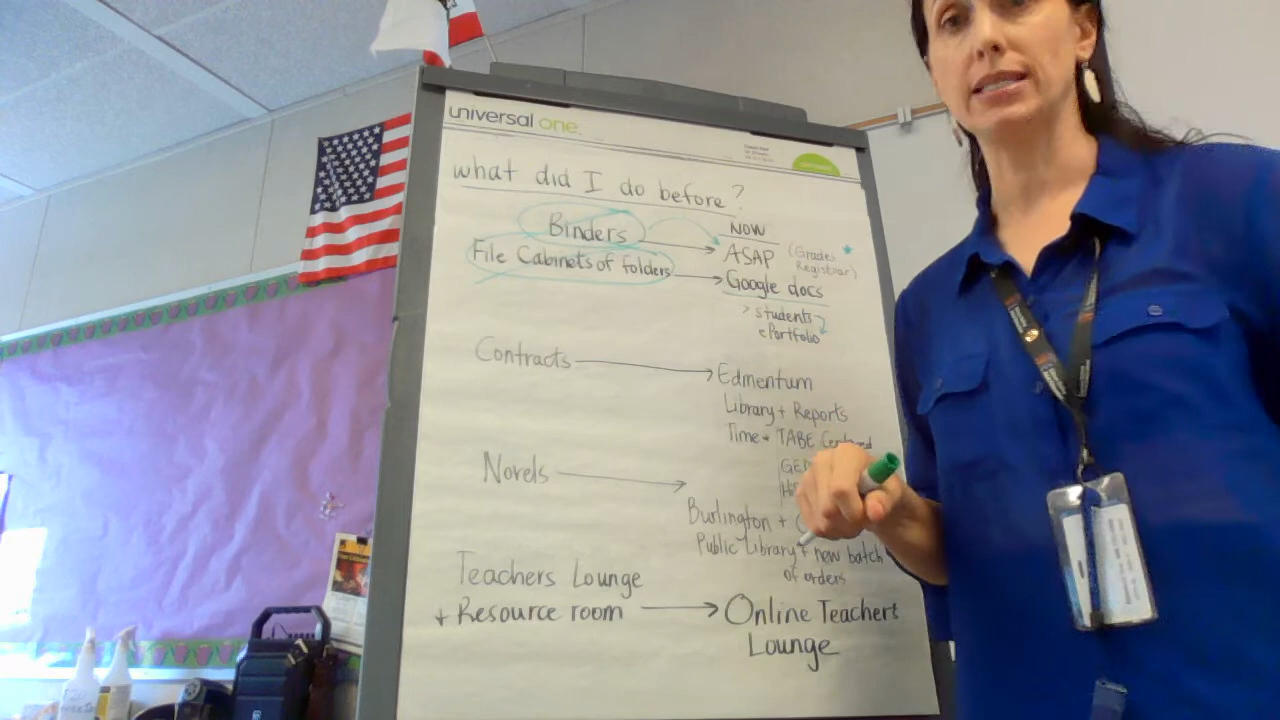 universal one
what did I do before?
Binders
NOW
ASAP
(Grades
Registrar)
File Cabinets of folders
Google docs
> students
ePortfolio
Contracts
Edmentum
Library + Reports
Time + TABE
GED
Novels
Burlington +
Public Library + new batch
of orders
Teachers Lounge
+ Resource room
Online Teachers
Lounge